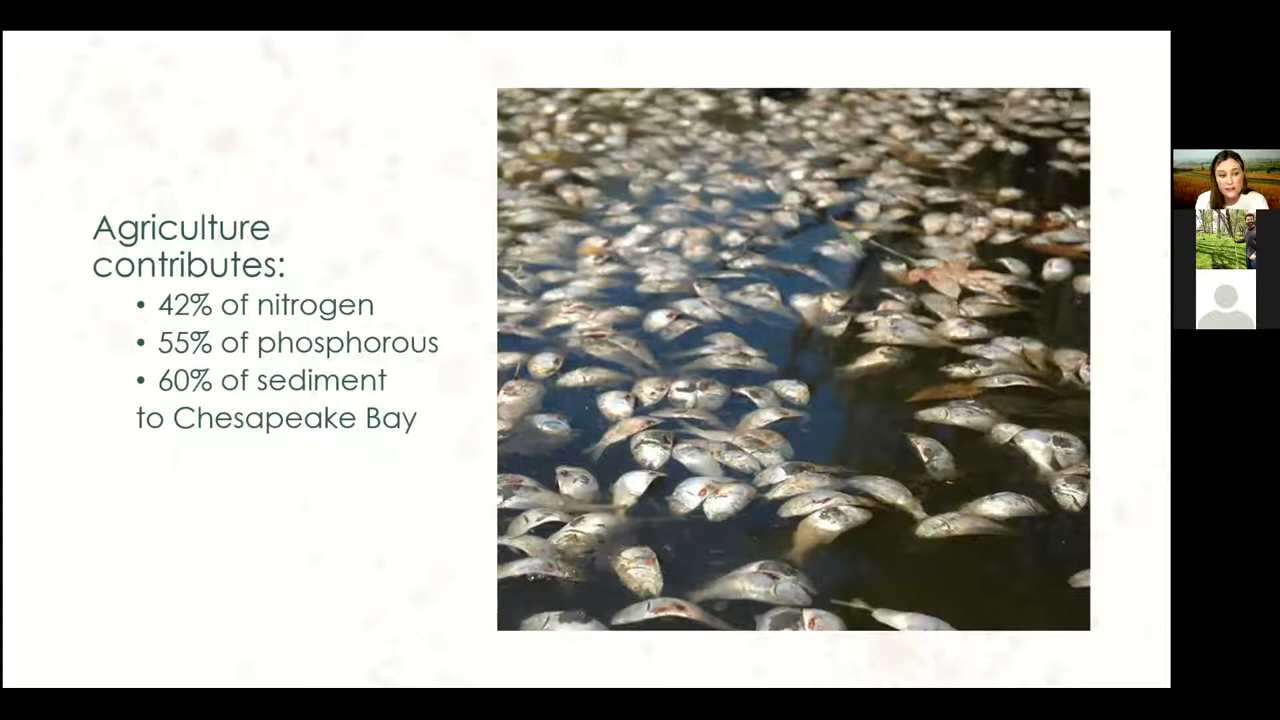 Agriculture
contributes:
• 42% of nitrogen
• 55% of phosphorous
• 60% of sediment
to Chesapeake Bay